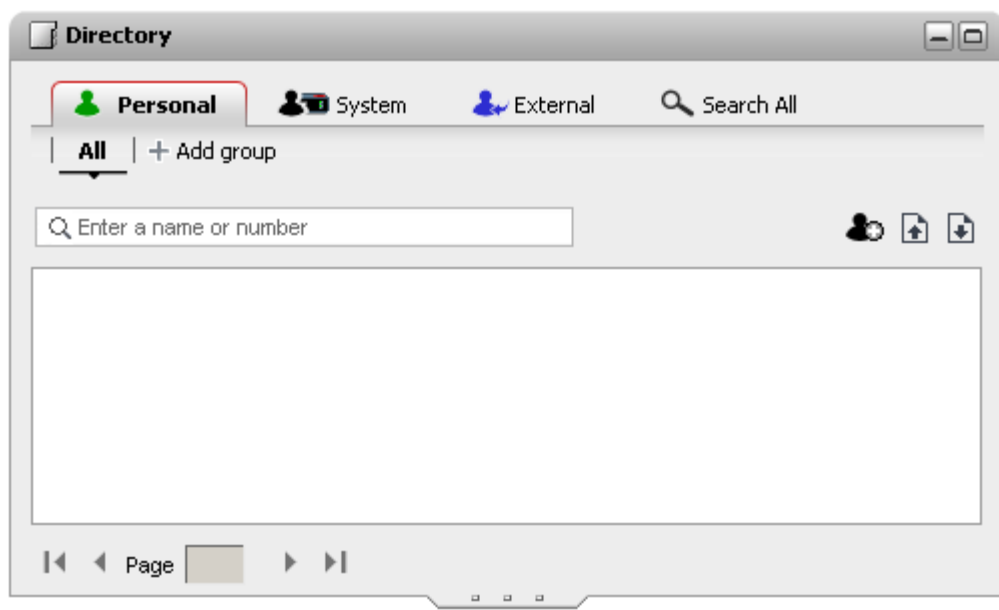 Directory
Personal System External Search All
All Add group
Enter a name or number
Page